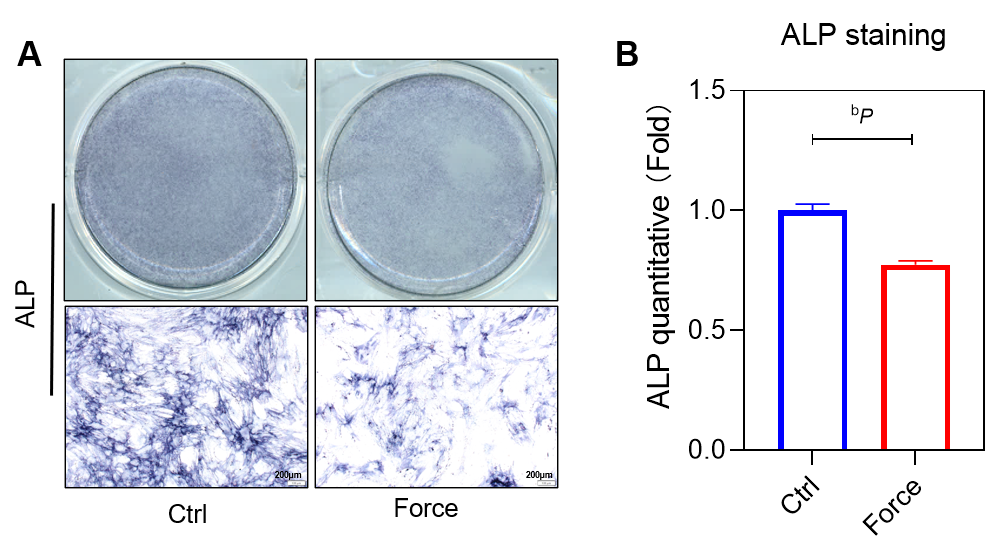 A
ALP
200μm
200μm
Ctrl
Force
B
ALP staining
ALP quantitative（Fold）
1.5
1.0
0.5
0.0
bP
Ctrl
Force